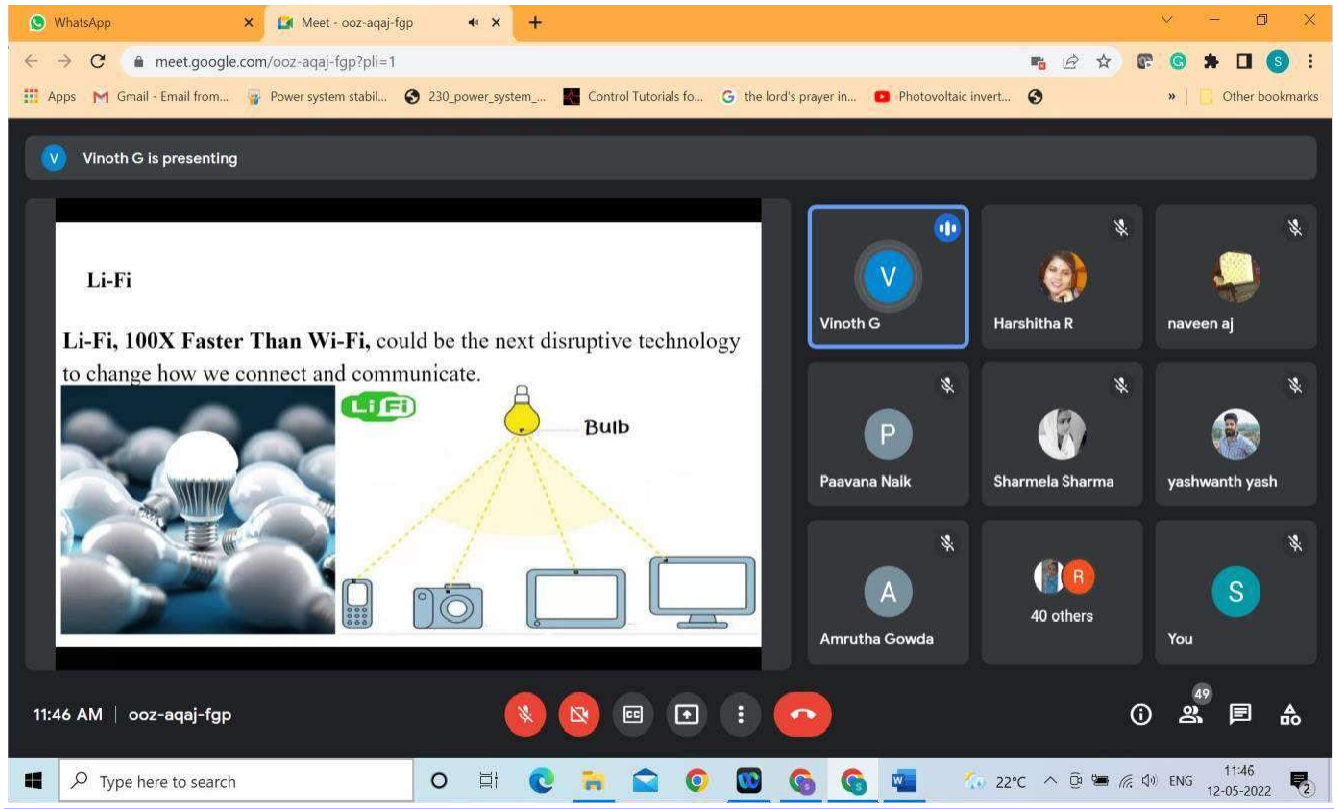 WhatsApp
Meet - ooz-aqaj-fgp
meet.google.com/ooz-aqaj-fgp?pli=1
S
Apps
Gmail - Email from...
Power system stabil...
230_power_system_...
Control Tutorials fo...
the lord's prayer in...
Photovoltaic invert...
»
Other bookmarks
V
Vinoth G is presenting
Li-Fi
Li-Fi, 100X Faster Than Wi-Fi, could be the next disruptive technology
to change how we connect and communicate.
LiFi
Bulb
V
Vinoth G
Harshitha R
naveen aj
P
Paavana Naik
Sharmela Sharma
yashwanth yash
A
Amrutha Gowda
R
40 others
S
You
11:46 AM | ooz-aqaj-fgp
CC
49
Type here to search
W
22°C
ENG
11:46
12-05-2022
2